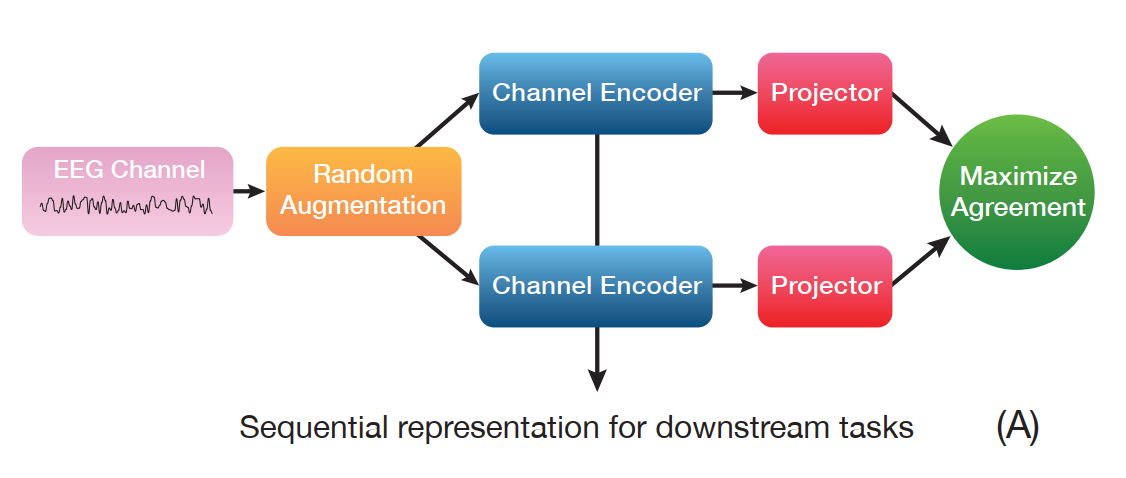 EEG Channel
Random
Augmentation
Channel Encoder
Projector
Channel Encoder
Projector
Maximize
Agreement
Sequential representation for downstream tasks
(A)